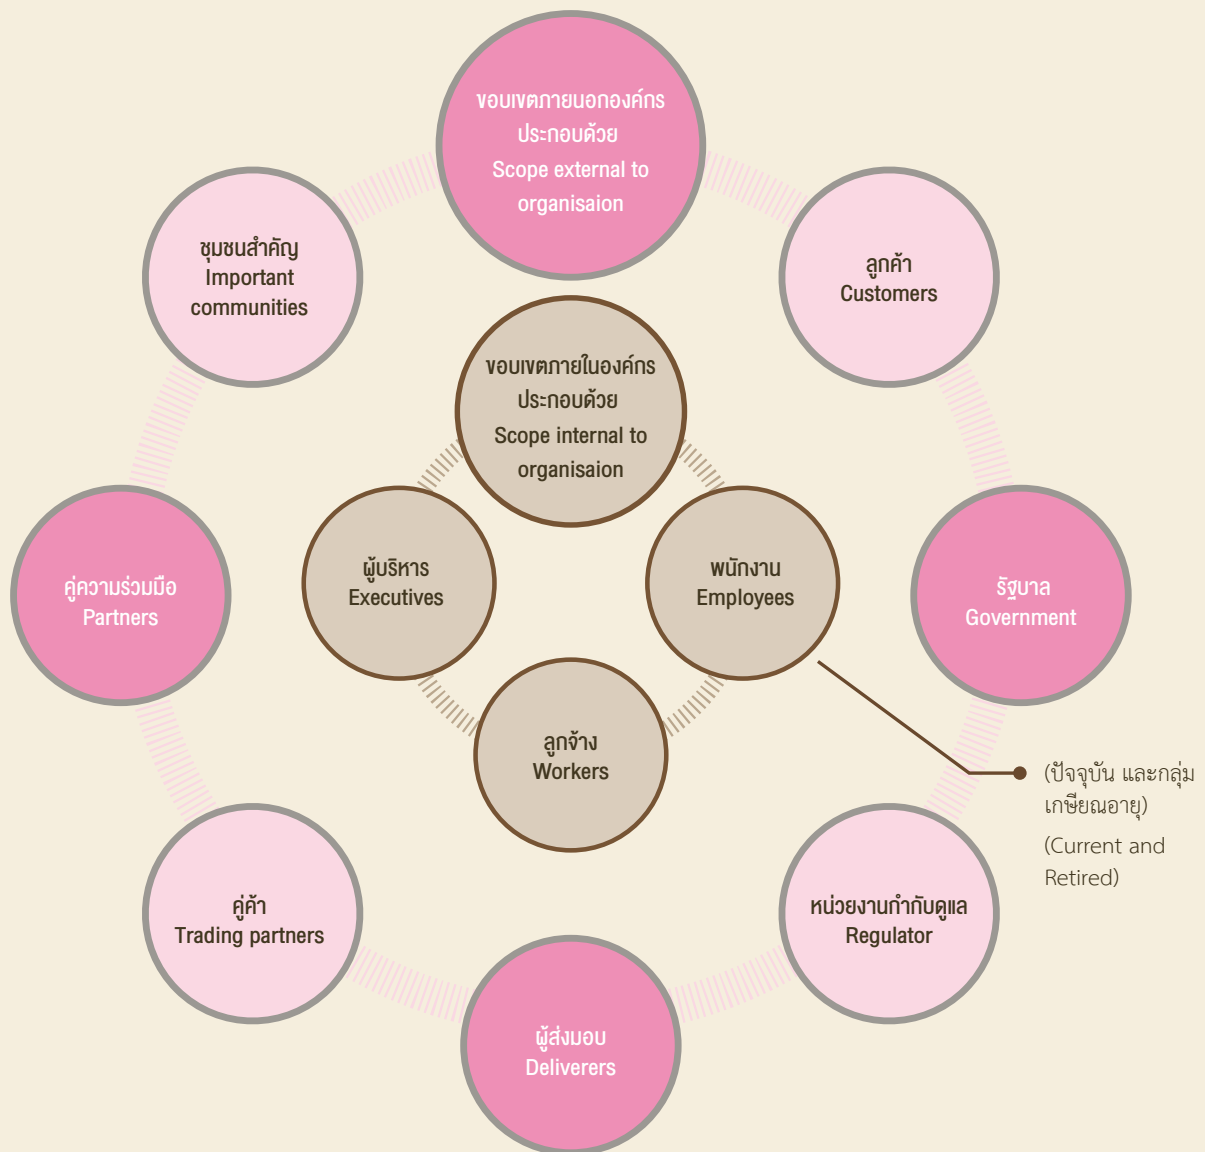 ขอบเขตภายนอกองค์กร
ประกอบด้วย
Scope external to
organisaion
ชุมชนสำคัญ
Important
communities
ลูกค้า
Customers
ขอบเขตภายในองค์กร
ประกอบด้วย
Scope internal to
organisaion
ผู้บริหาร
Executives
พนักงาน
Employees
คู่ความร่วมมือ
Partners
รัฐบาล
Government
ลูกจ้าง
Workers
(ปัจจุบัน และกลุ่ม
เกษียณอายุ)
(Current and
Retired)
คู่ค้า
Trading partners
หน่วยงานกำกับดูแล
Regulator
ผู้ส่งมอบ
Deliverers